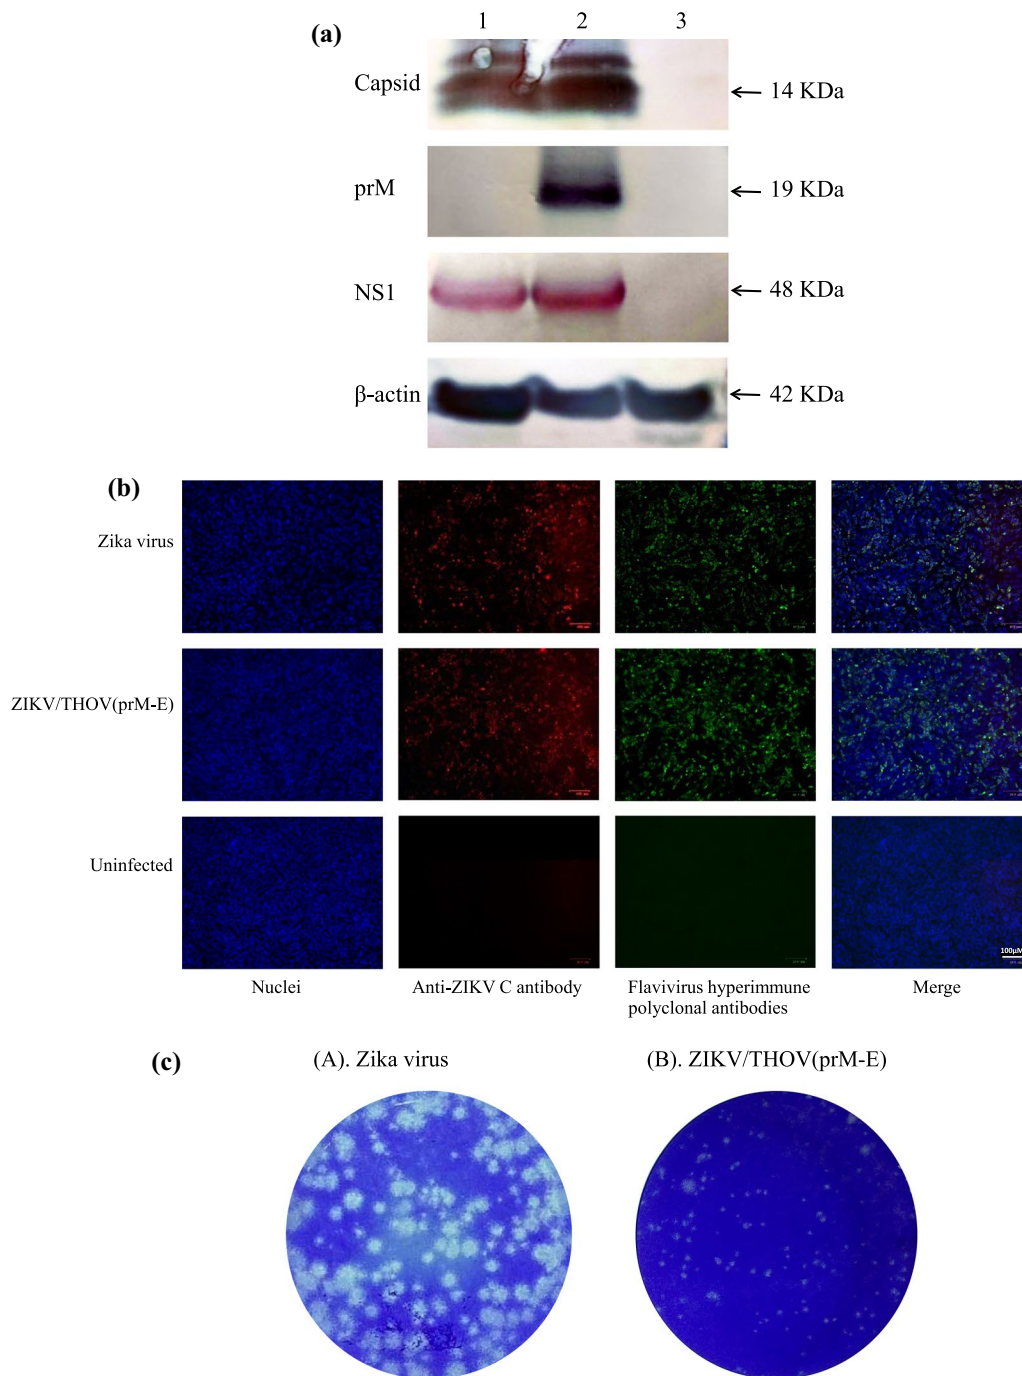 (a)
1 2 3
Capsid
14 KDa
prM
19 KDa
NS1
48 KDa
β-actin
42 KDa
(b)
Zika virus
ZIKV/THOV(prM-E)
Uninfected
100μM
Nuclei
Anti-ZIKV C antibody
Flavivirus hyperimmune
polyclonal antibodies
Merge
(c)
(A). Zika virus
(B). ZIKV/THOV(prM-E)